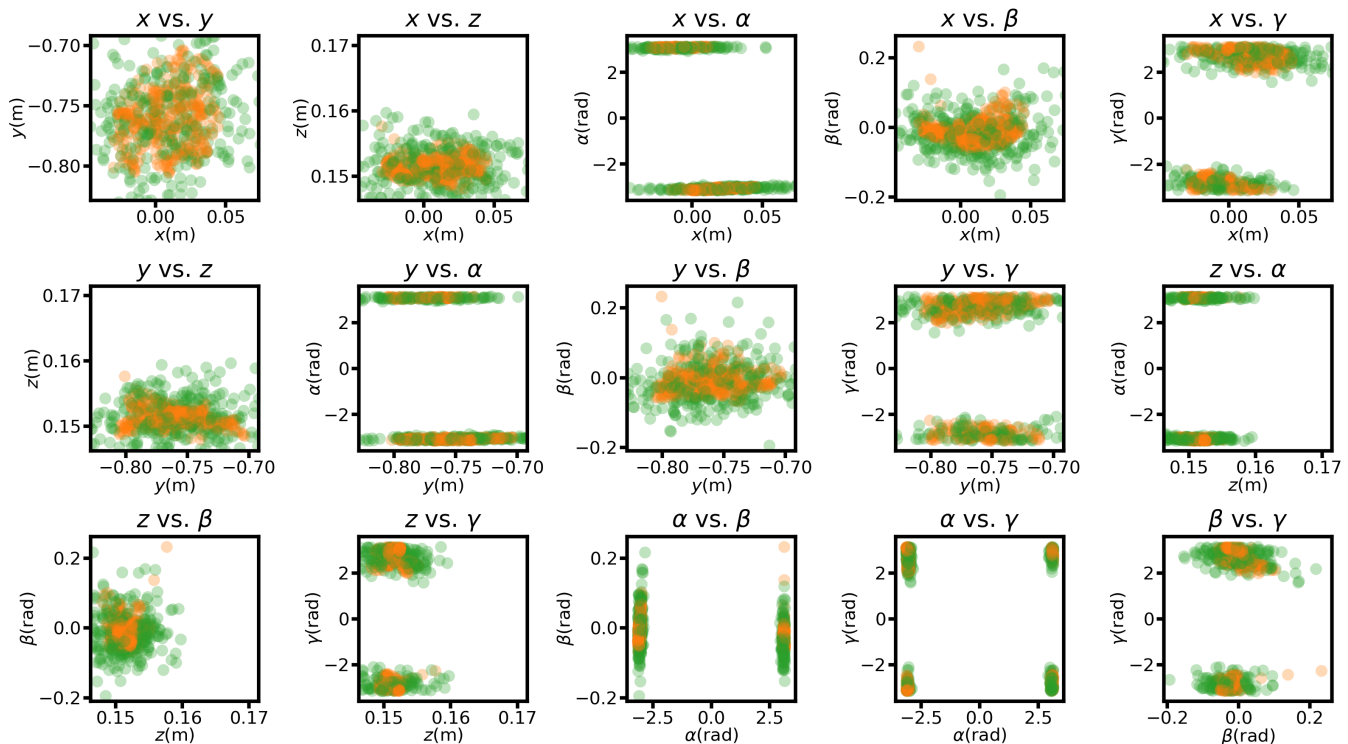 x vs. y
x vs. z
x vs. α
x vs. β
x vs. γ
−0.70
−0.75
−0.80
y(m)
0.00 0.05
x(m)
0.17
0.16
0.15
z(m)
0.00 0.05
x(m)
2
0
−2
α(rad)
0.00 0.05
x(m)
0.2
0.0
−0.2
β(rad)
0.00 0.05
x(m)
2
0
−2
γ(rad)
0.00 0.05
x(m)
y vs. z
y vs. α
y vs. β
y vs. γ
z vs. α
0.17
0.16
0.15
z(m)
−0.80 −0.75 −0.70
y(m)
2
0
−2
α(rad)
−0.80 −0.75 −0.70
y(m)
0.2
0.0
−0.2
β(rad)
−0.80 −0.75 −0.70
y(m)
2
0
−2
γ(rad)
−0.80 −0.75 −0.70
y(m)
2
0
−2
α(rad)
0.15 0.16 0.17
z(m)
z vs. β
z vs. γ
α vs. β
α vs. γ
β vs. γ
0.2
0.0
−0.2
β(rad)
0.15 0.16 0.17
z(m)
2
0
−2
γ(rad)
0.15 0.16 0.17
z(m)
0.2
0.0
−0.2
β(rad)
−2.5 0.0 2.5
α(rad)
2
0
−2
γ(rad)
−2.5 0.0 2.5
α(rad)
2
0
−2
γ(rad)
−0.2 0.0 0.2
β(rad)